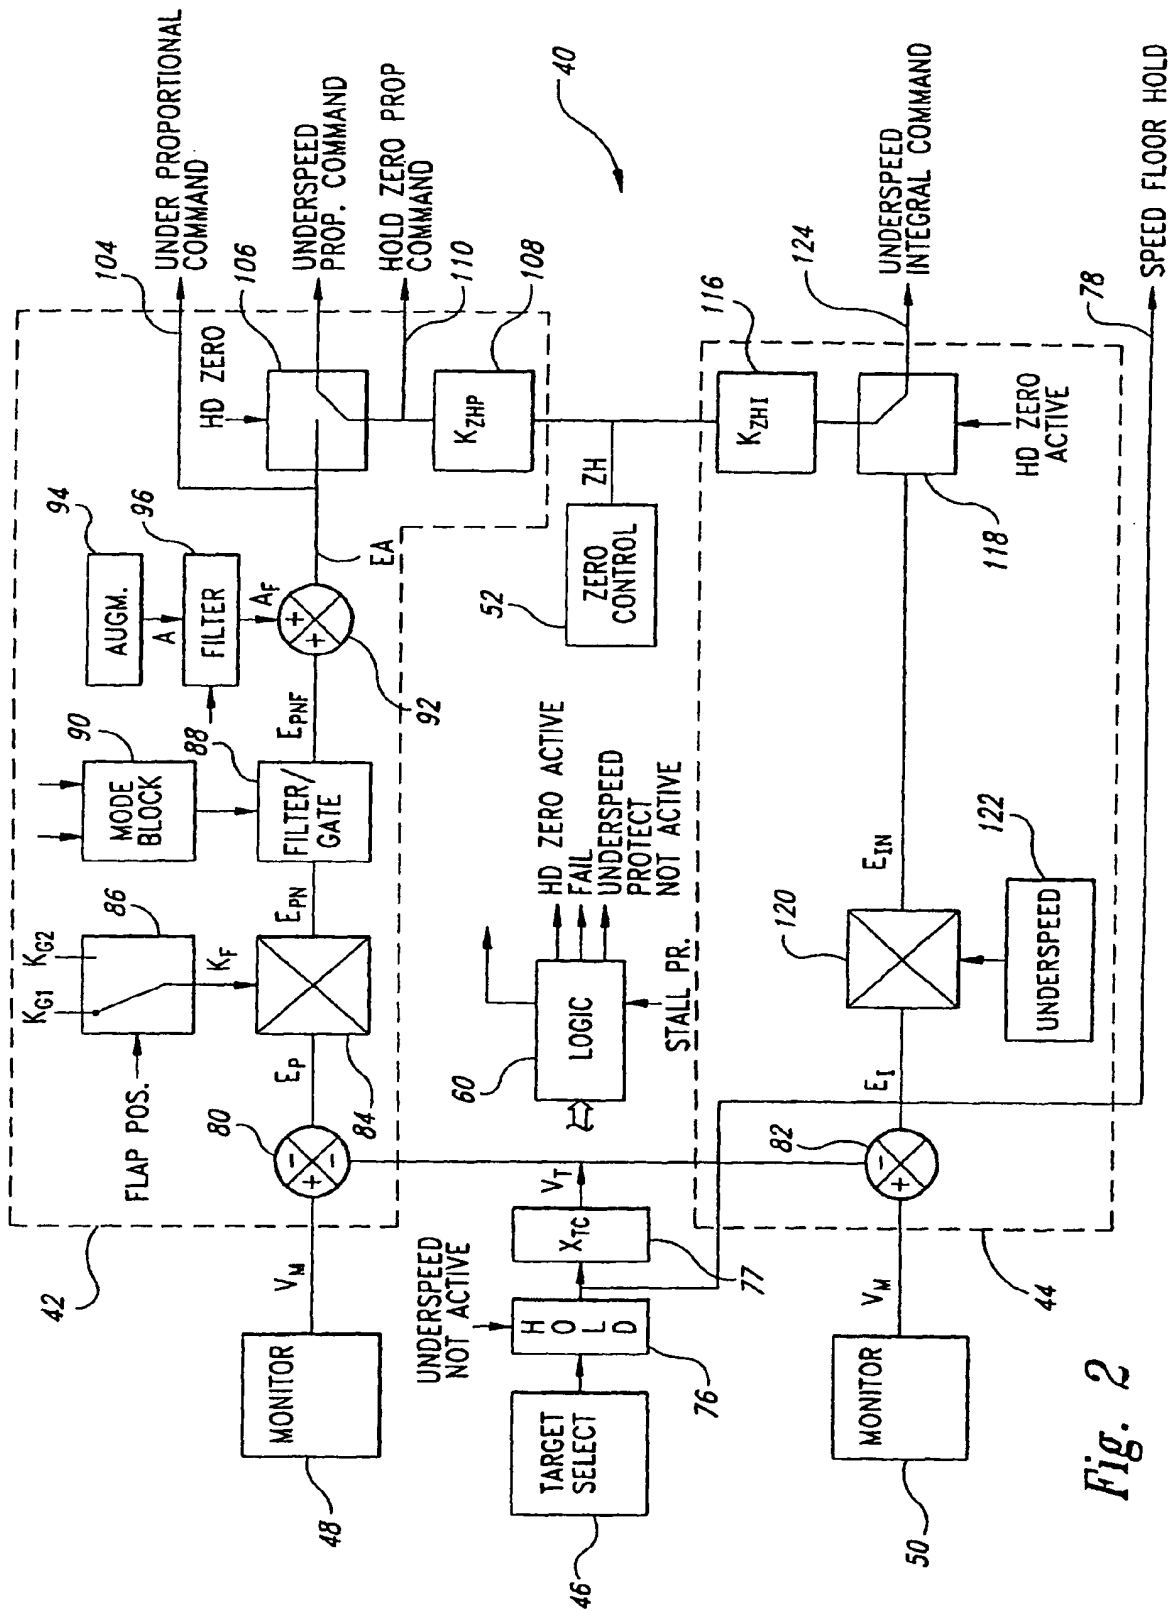 42
FLAP POS.
KG1
KG2
86
KF
MODE
BLOCK
90
88
AUGM.
94
A
FILTER
96
AF
104
UNDER PROPORTIONAL
COMMAND
48
MONITOR
VM
80
+
-
-
EP
84
EPN
FILTER/
GATE
EPNF
+
+
92
EA
HD ZERO
106
UNDERSPEED
PROP. COMMAND
HOLD ZERO PROP
COMMAND
110
KZHP
108
40
UNDERSPEED
NOT ACTIVE
46
TARGET
SELECT
HOLD
76
XTC
77
VT
60
LOGIC
STALL PR.
HD ZERO ACTIVE
FAIL
UNDERSPEED
PROTECT
NOT ACTIVE
52
ZERO
CONTROL
ZH
KZHI
116
50
MONITOR
VM
44
82
+
-
EI
120
EIN
UNDERSPEED
122
118
HD ZERO
ACTIVE
124
UNDERSPEED
INTEGRAL COMMAND
78
SPEED FLOOR HOLD
Fig. 2